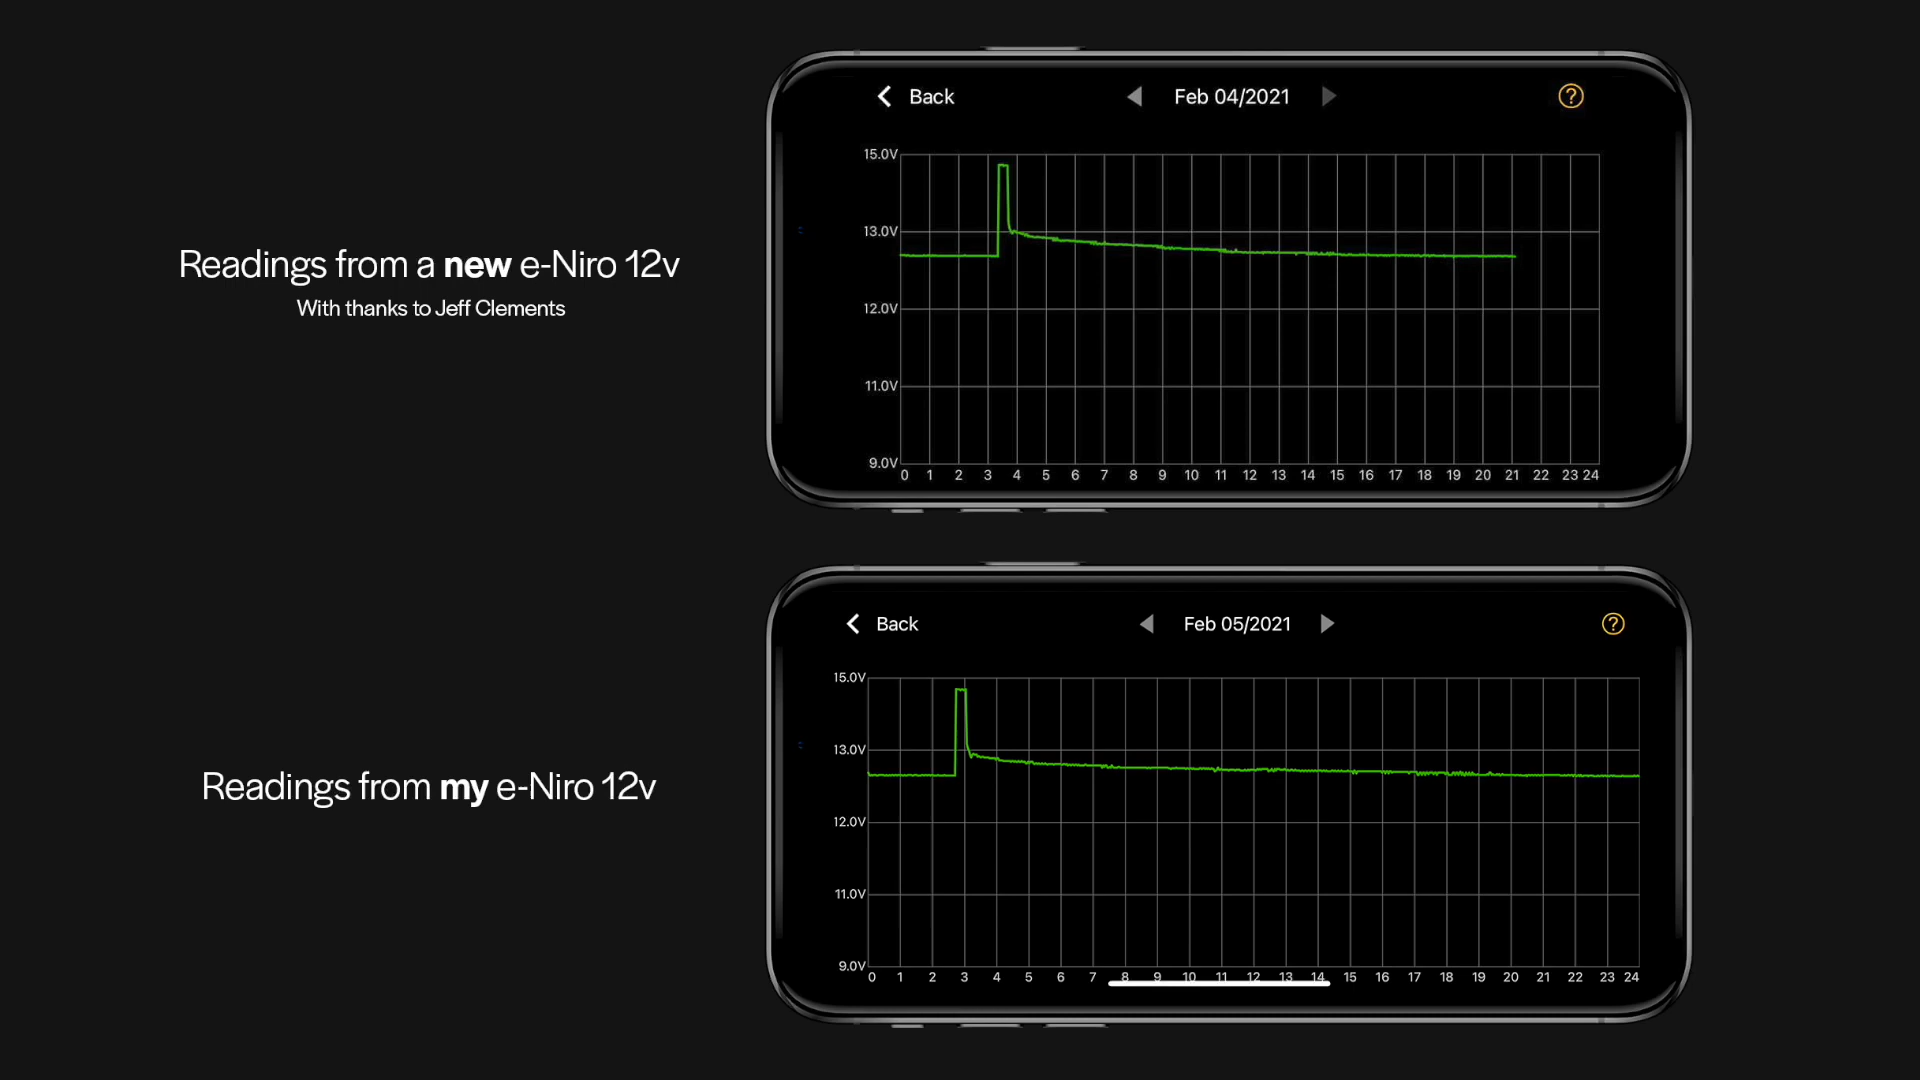 Readings from a new e-Niro 12v
With thanks to Jeff Clements
Back
Feb 04/2021
?
15.0V
13.0V
12.0V
11.0V
9.0V
0 1 2 3 4 5 6 7 8 9 10 11 12 13 14 15 16 17 18 19 20 21 22 23 24
Readings from my e-Niro 12v
Back
Feb 05/2021
?
15.0V
13.0V
12.0V
11.0V
9.0V
0 1 2 3 4 5 6 7 8 9 10 11 12 13 14 15 16 17 18 19 20 21 22 23 24